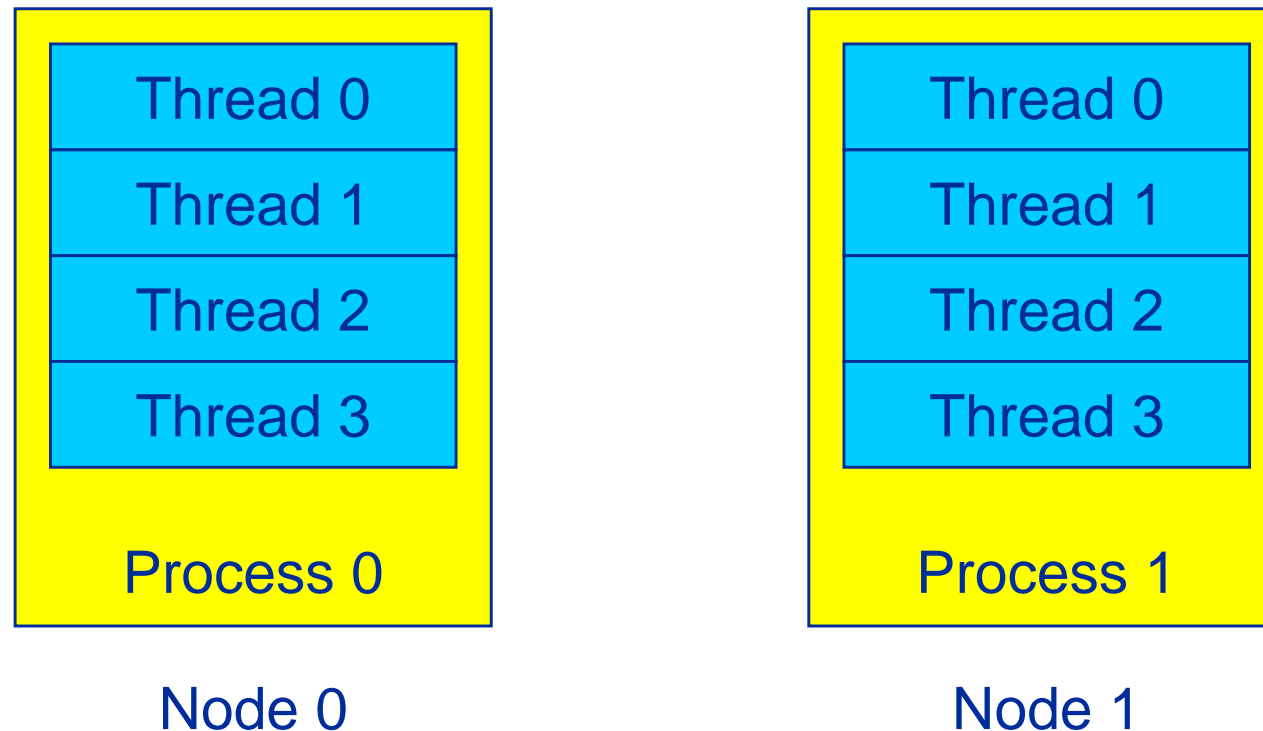 Thread 0
Thread 1
Thread 2
Thread 3
Process 0
Node 0
Thread 0
Thread 1
Thread 2
Thread 3
Process 1
Node 1